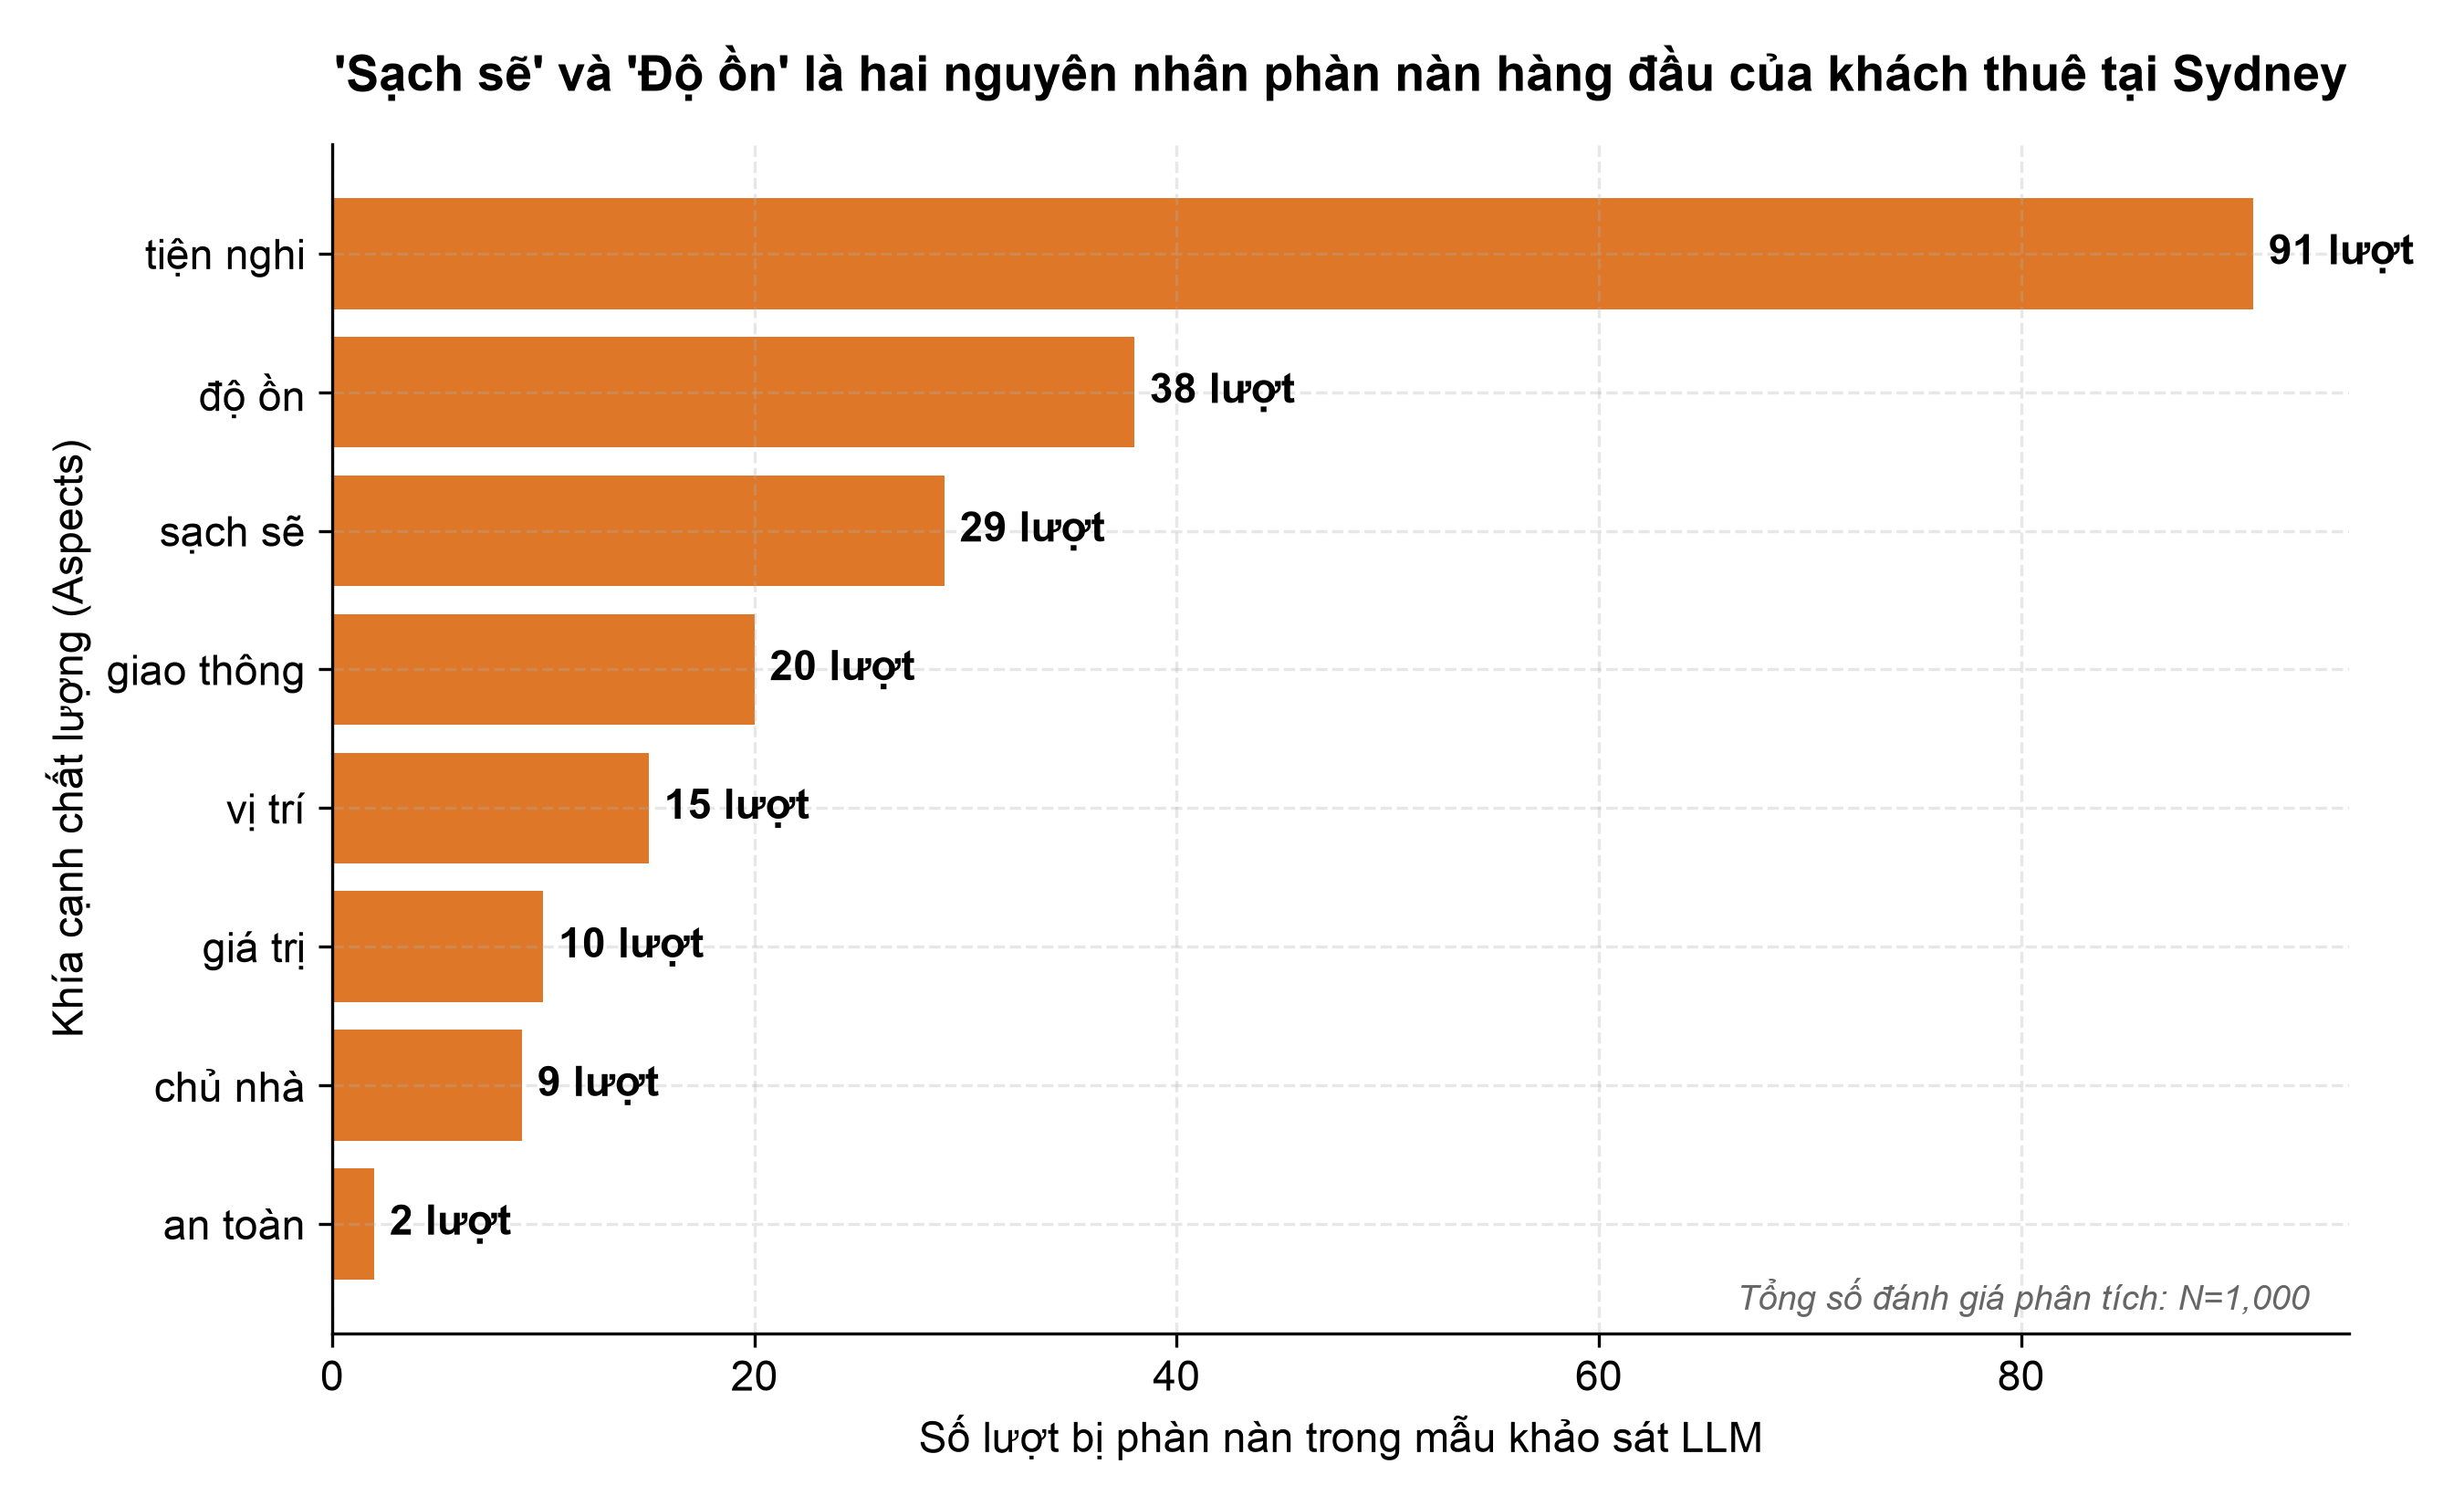 'Sạch sẽ' và 'Độ ồn' là hai nguyên nhân phàn nàn hàng đầu của khách thuê tại Sydney
Khía cạnh chất lượng (Aspects)
tiện nghi 91 lượt
độ ồn 38 lượt
sạch sẽ 29 lượt
giao thông 20 lượt
vị trí 15 lượt
giá trị 10 lượt
chủ nhà 9 lượt
an toàn 2 lượt
Tổng số đánh giá phân tích: N=1,000
0 20 40 60 80
Số lượt bị phàn nàn trong mẫu khảo sát LLM